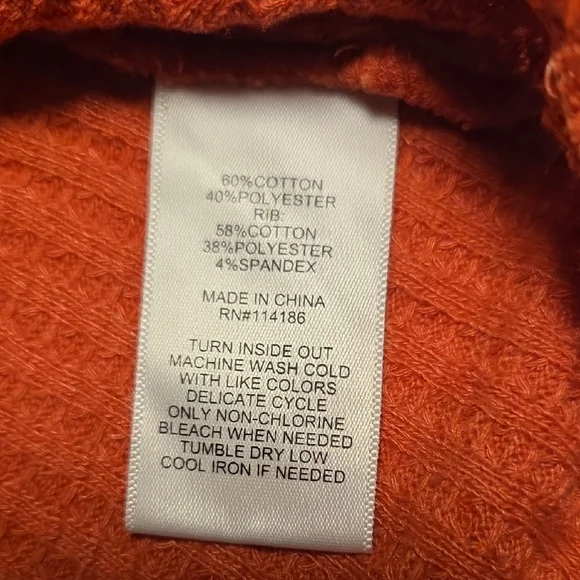 60%COTTON
40%POLYESTER
RIB:
58%COTTON
38%POLYESTER
4%SPANDEX
MADE IN CHINA
RN#114186
TURN INSIDE OUT
MACHINE WASH COLD
WITH LIKE COLORS
DELICATE CYCLE
ONLY NON-CHLORINE
BLEACH WHEN NEEDED
TUMBLE DRY LOW
COOL IRON IF NEEDED